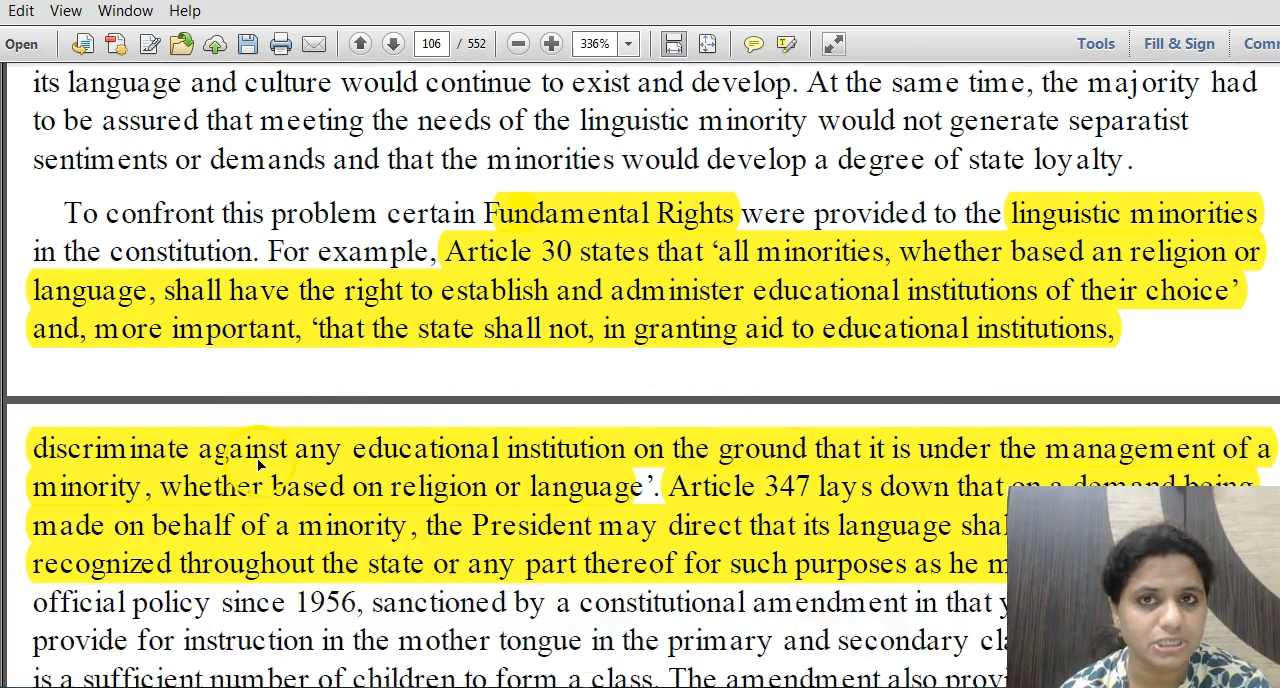 Edit View Window Help
Open 106 / 552 336% Tools Fill & Sign
its language and culture would continue to exist and develop. At the same time, the majority had
to be assured that meeting the needs of the linguistic minority would not generate separatist
sentiments or demands and that the minorities would develop a degree of state loyalty.
To confront this problem certain Fundamental Rights were provided to the linguistic minorities
in the constitution. For example, Article 30 states that ‘all minorities, whether based an religion or
language, shall have the right to establish and administer educational institutions of their choice’
and, more important, ‘that the state shall not, in granting aid to educational institutions,
discriminate against any educational institution on the ground that it is under the management of a
minority, whether based on religion or language’. Article 347 lays down that on a demand being
made on behalf of a minority, the President may direct that its language
recognized throughout the state or any part thereof for such purposes as he
official policy since 1956, sanctioned by a constitutional amendment in that
provide for instruction in the mother tongue in the primary and secondary
is a sufficient number of children to form a class. The amendment also